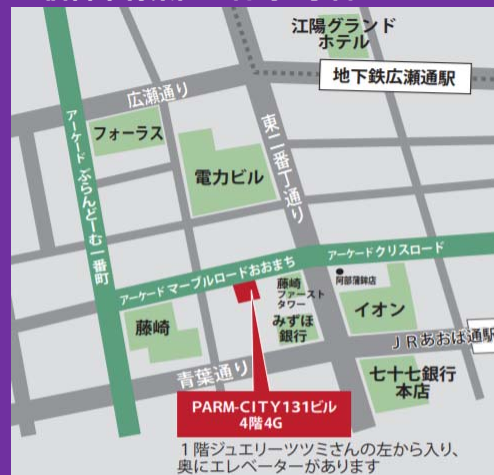 江陽グランド
ホテル
地下鉄広瀬通駅
広瀬通り
フォーラス
アーケード ぶらんどーむ一番町
電力ビル
東二番丁通り
アーケード クリスロード
アーケード マーブルロードおおまち
阿部蒲鉾店
藤崎
ファースト
タワー
イオン
みずほ
銀行
藤崎
JRあおば通駅
青葉通り
七十七銀行
本店
PARM-CITY131ビル
4階4G
1階ジュエリーツツミさんの左から入り、
奥にエレベーターがあります